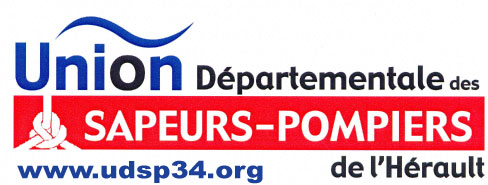 Union Départementale des
SAPEURS-POMPIERS
www.udsp34.org de l'Hérault